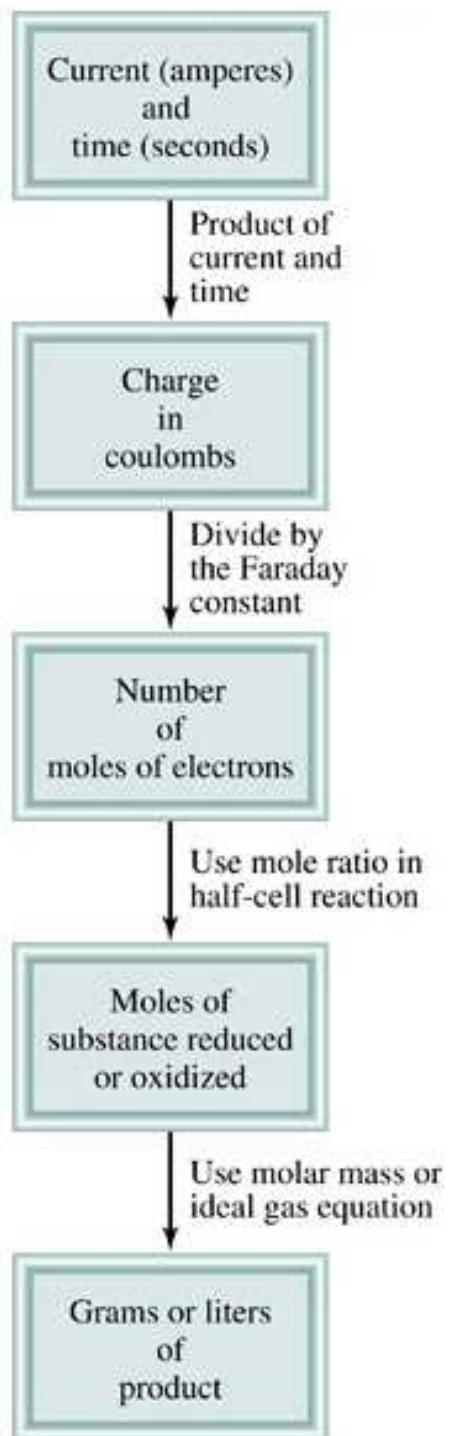 Current (amperes)
and
time (seconds)
Product of
current and
time
Charge
in
coulombs
Divide by
the Faraday
constant
Number
of
moles of electrons
Use mole ratio in
half-cell reaction
Moles of
substance reduced
or oxidized
Use molar mass or
ideal gas equation
Grams or liters
of
product